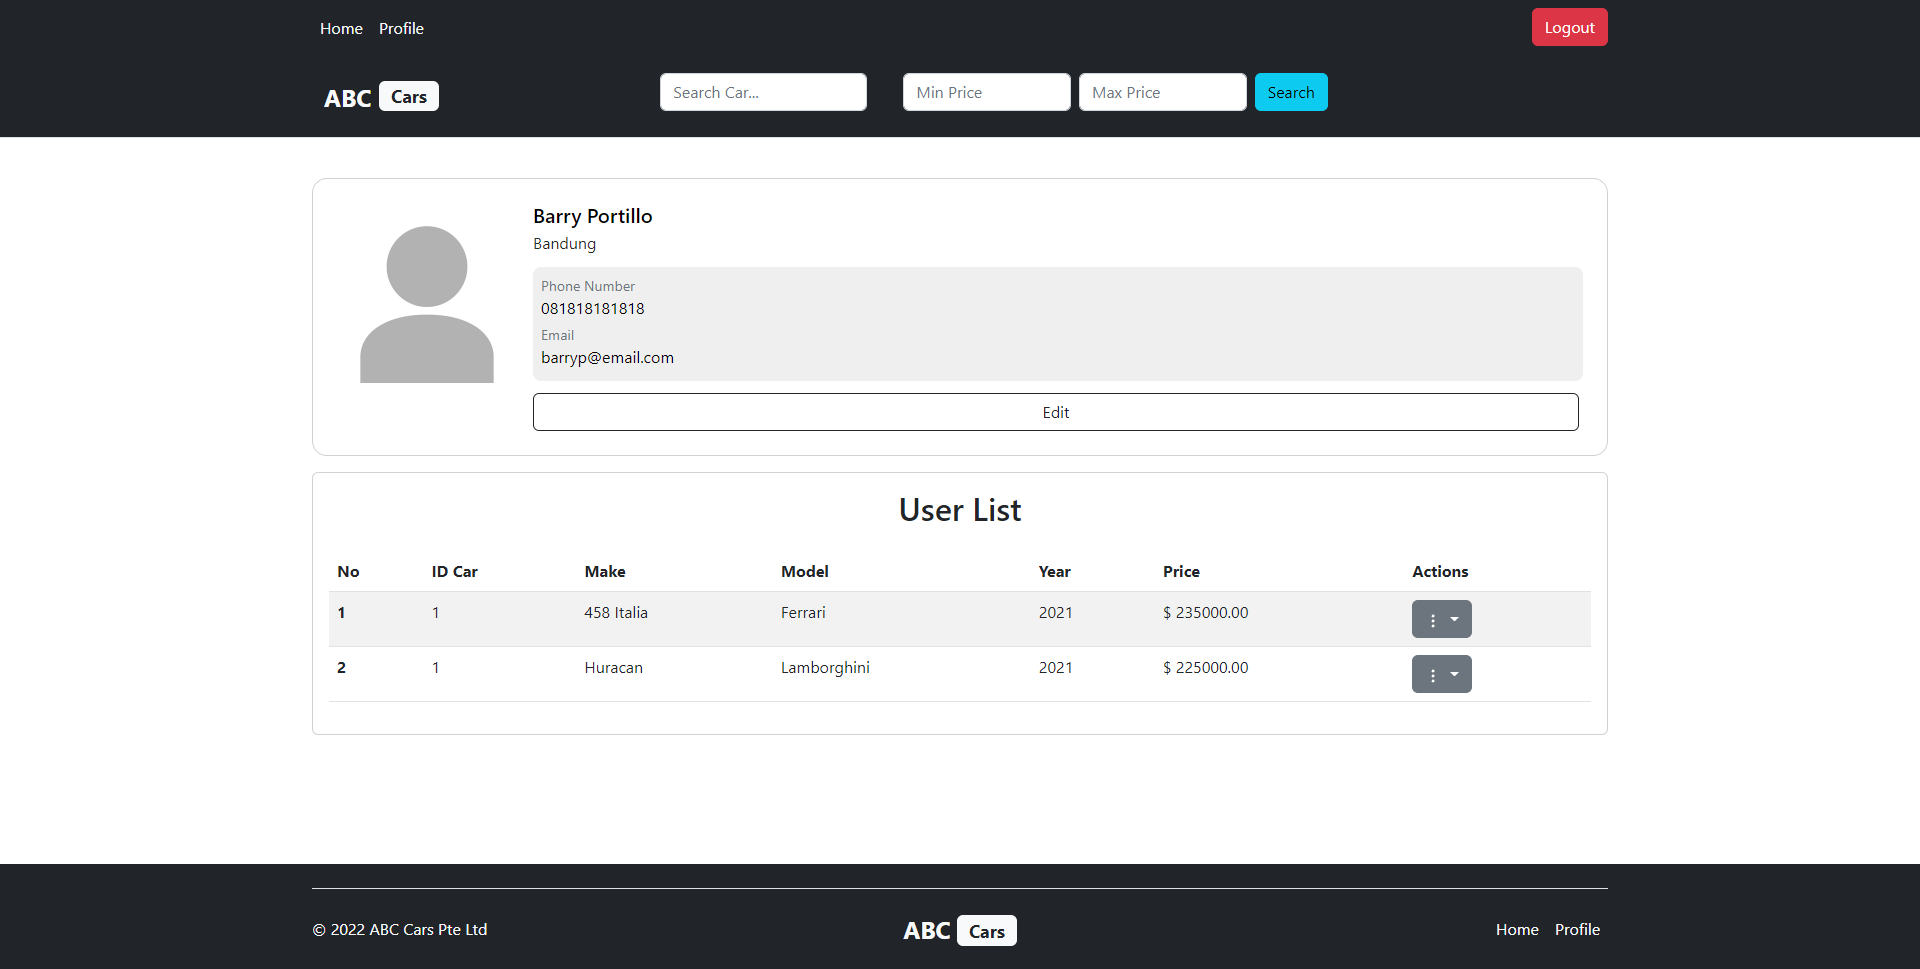 Home Profile Logout
ABC Cars Search Car... Min Price Max Price Search
Barry Portillo
Bandung
Phone Number
081818181818
Email
barryp@email.com
Edit
User List
No ID Car Make Model Year Price Actions
1 1 458 Italia Ferrari 2021 $ 235000.00
2 1 Huracan Lamborghini 2021 $ 225000.00
© 2022 ABC Cars Pte Ltd ABC Cars Home Profile